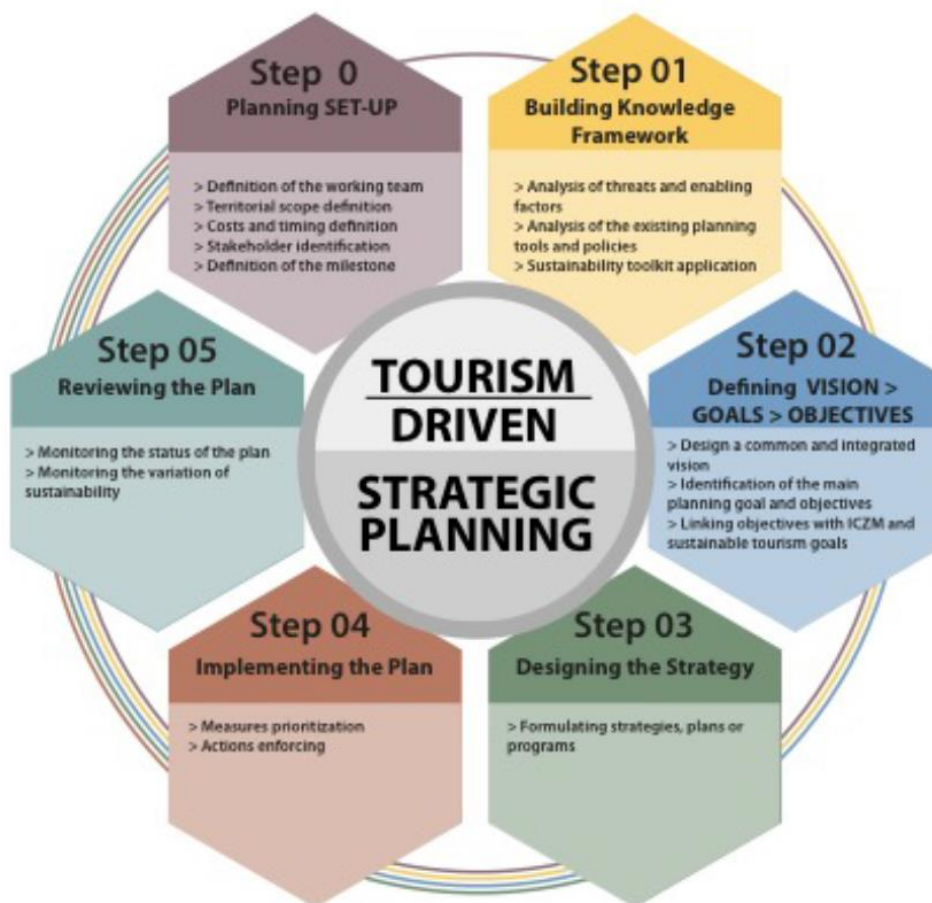 Step 0
Planning SET-UP
> Definition of the working team
> Territorial scope definition
> Costs and timing definition
> Stakeholder identification
> Definition of the milestone
Step 01
Building Knowledge
Framework
> Analysis of threats and enabling
factors
> Analysis of the existing planning
tools and policies
> Sustainability toolkit application
Step 02
Defining VISION >
GOALS > OBJECTIVES
> Design a common and integrated
vision
> Identification of the main
planning goal and objectives
> Linking objectives with ICZM and
sustainable tourism goals
Step 03
Designing the Strategy
> Formulating strategies, plans or
programs
Step 04
Implementing the Plan
> Measures prioritization
> Actions enforcing
Step 05
Reviewing the Plan
> Monitoring the status of the plan
> Monitoring the variation of
sustainability
TOURISM
DRIVEN
STRATEGIC
PLANNING